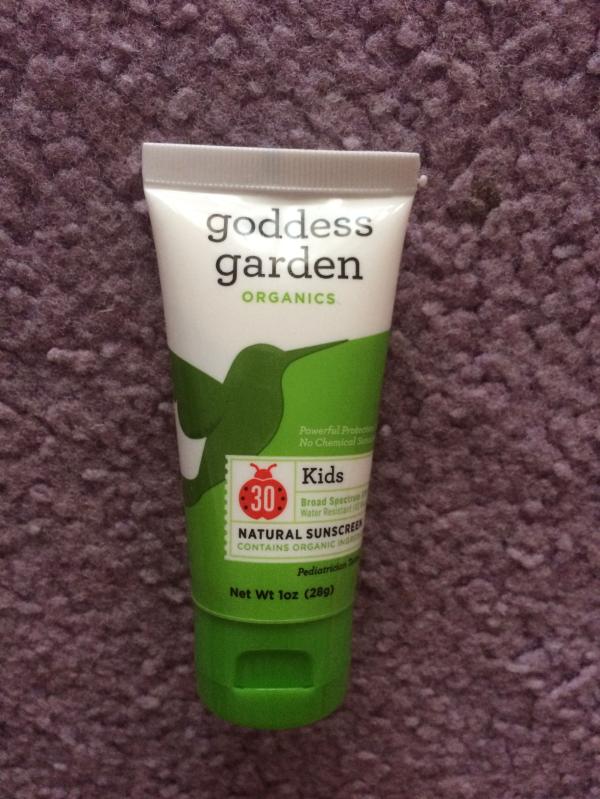 goddess
garden
ORGANICS
Powerful Protection
No Chemical
30
Kids
Broad Spectrum
Water Resistant (40
NATURAL SUNSCREEN
CONTAINS ORGANIC
Pediatrician
Net Wt 1oz (28g)